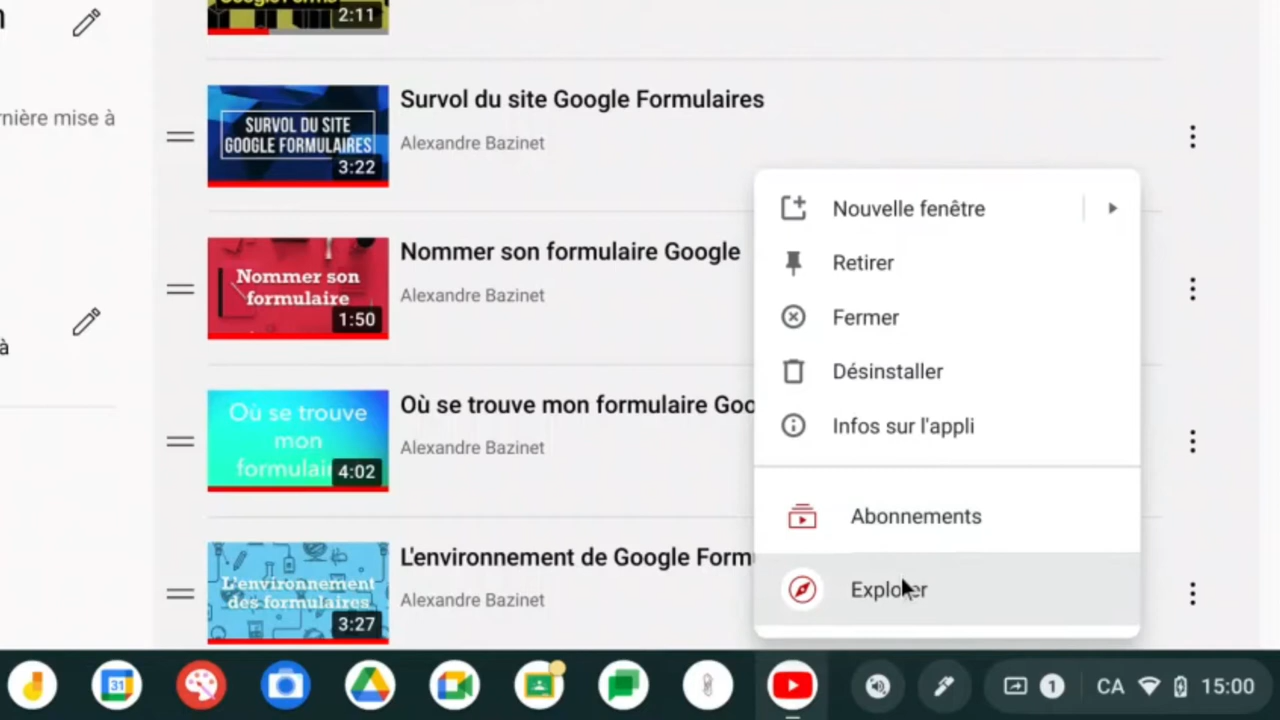 Google Forms
2:11
rnière mise à
à
SURVOL DU SITE
GOOGLE FORMULAIRES
3:22
Survol du site Google Formulaires
Alexandre Bazinet
Nommer son
formulaire
1:50
Nommer son formulaire Google
Alexandre Bazinet
Où se trouve
mon
formulai
4:02
Où se trouve mon formulaire Goo
Alexandre Bazinet
L'environnement
des formulaires
3:27
L'environnement de Google Form
Alexandre Bazinet
Nouvelle fenêtre
Retirer
Fermer
Désinstaller
Infos sur l'appli
Abonnements
Explorer
31
1
CA
15:00